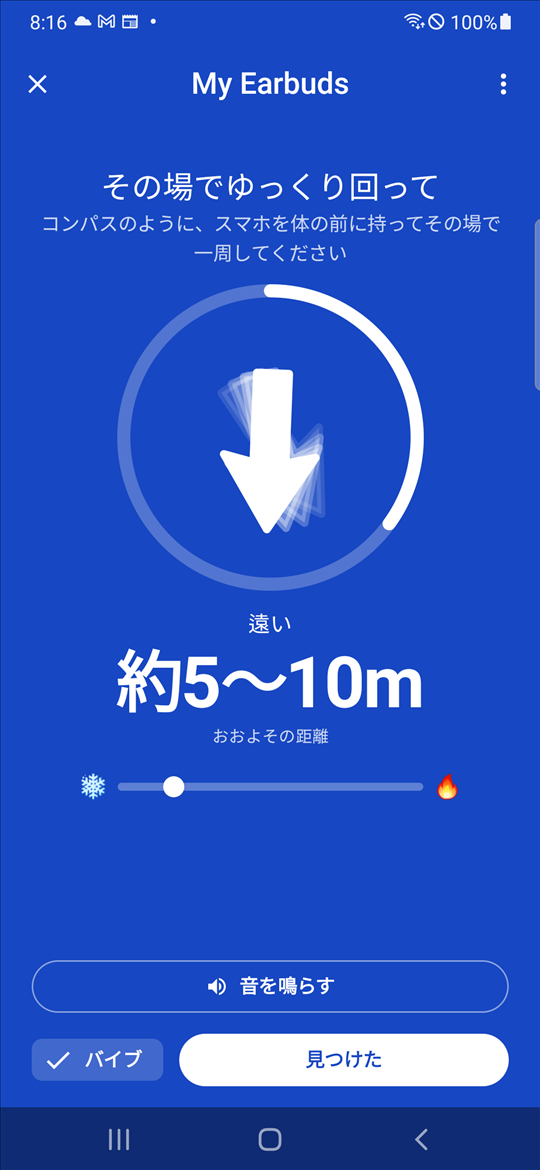 8:16
100%
My Earbuds
その場でゆっくり回って
コンパスのように、スマホを体の前に持ってその場で
一周してください
遠い
約5〜10m
おおよその距離
音を鳴らす
バイブ
見つけた